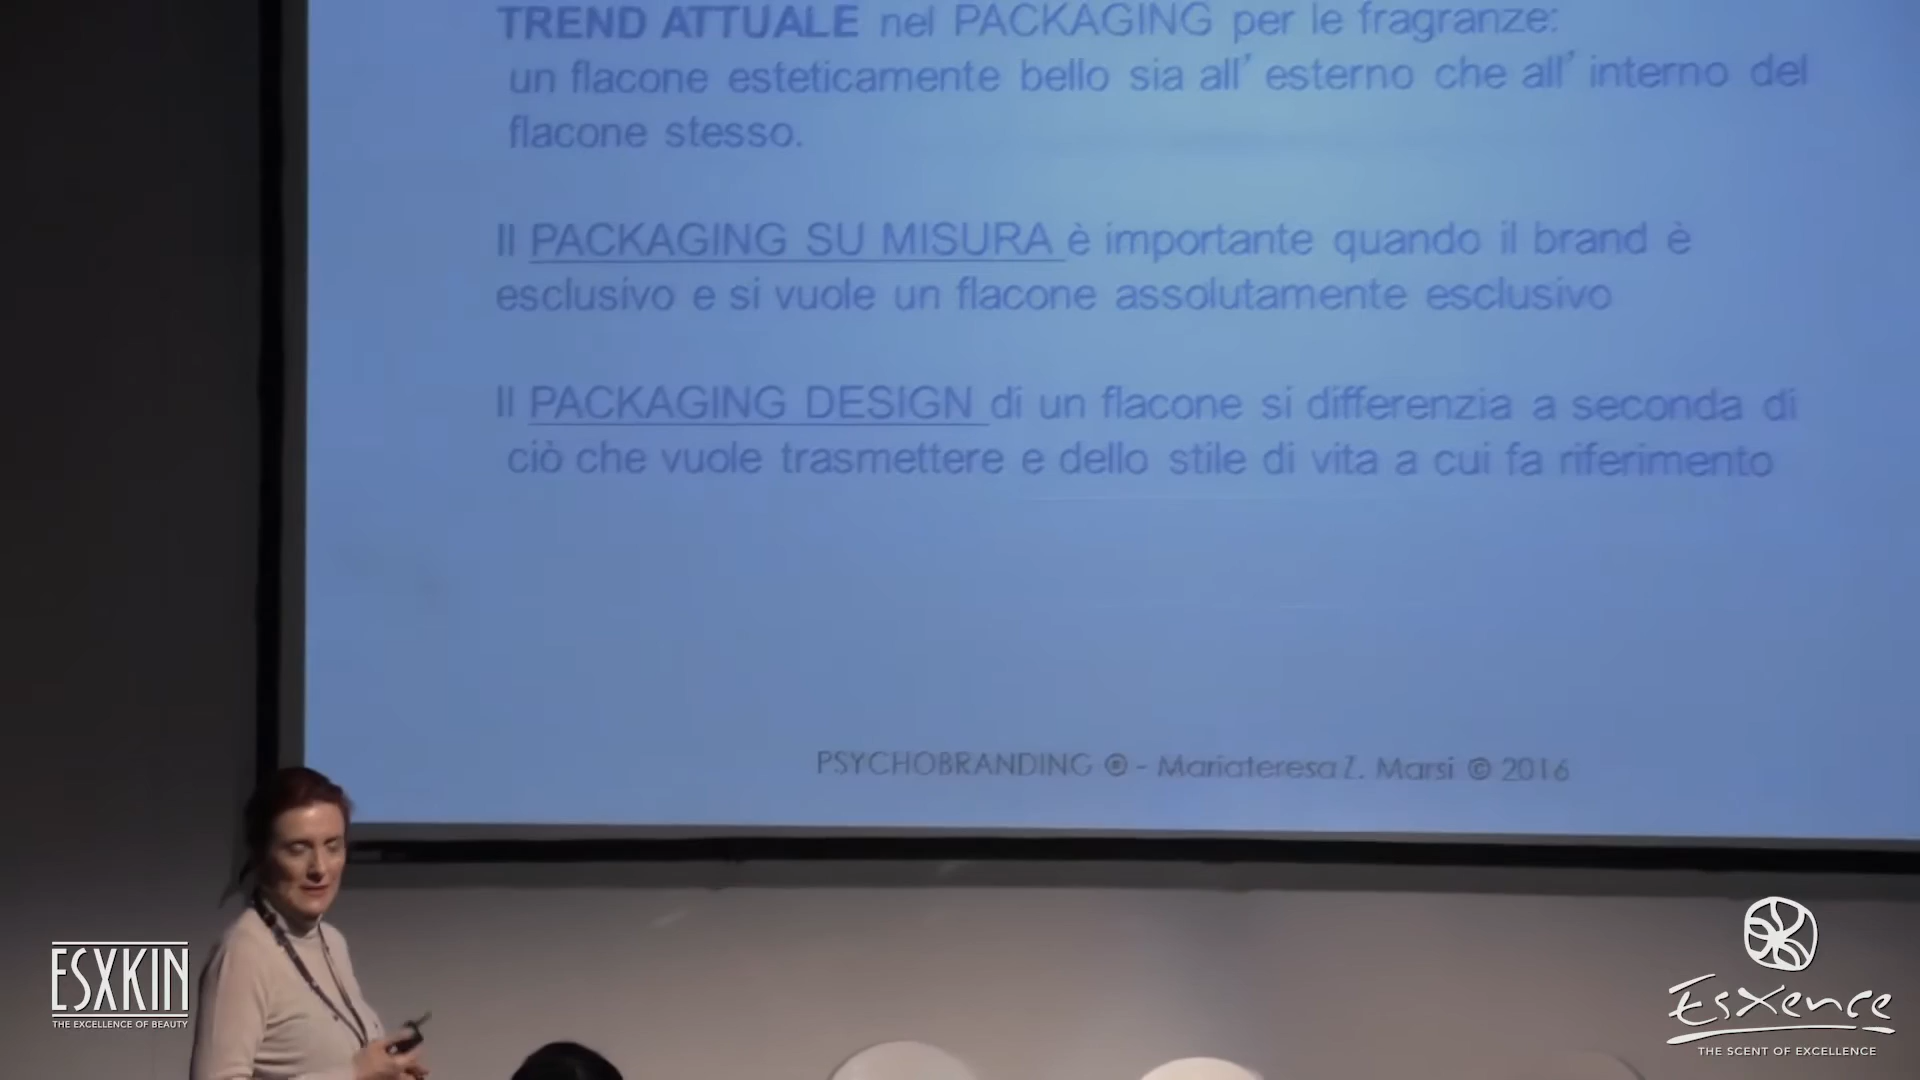 TREND ATTUALE nel PACKAGING per le fragranze:
un flacone esteticamente bello sia all' esterno che all' interno del
flacone stesso.
Il PACKAGING SU MISURA è importante quando il brand è
esclusivo e si vuole un flacone assolutamente esclusivo
Il PACKAGING DESIGN di un flacone si differenzia a seconda di
ciò che vuole trasmettere e dello stile di vita a cui fa riferimento
PSYCHOBRANDING ® - Mariateresa Z. Marsi © 2016
ESXKIN
THE EXCELLENCE OF BEAUTY
Esxence
THE SCENT OF EXCELLENCE